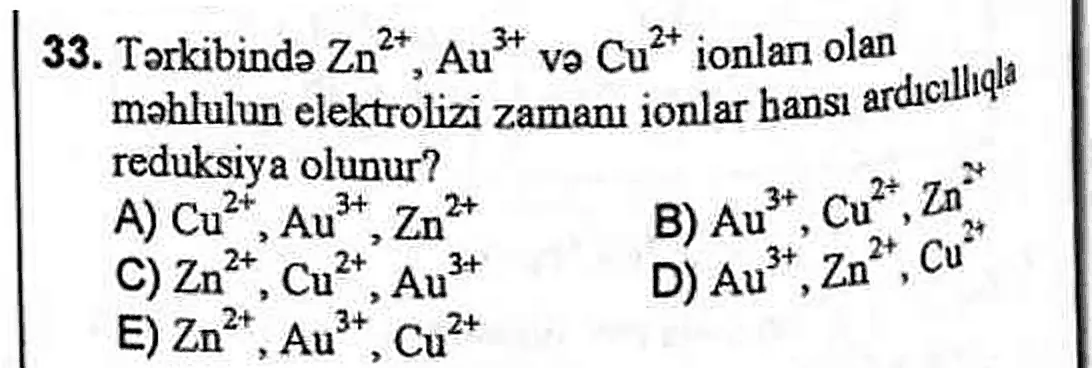 33. Tərkibində Zn²⁺, Au³⁺ və Cu²⁺ ionları olan
məhlulun elektrolizi zamanı ionlar hansı ardıcıllıqla
reduksiya olunur?
A) Cu²⁺, Au³⁺, Zn²⁺ B) Au³⁺, Cu²⁺, Zn²⁺
C) Zn²⁺, Cu²⁺, Au³⁺ D) Au³⁺, Zn²⁺, Cu²⁺
E) Zn²⁺, Au³⁺, Cu²⁺